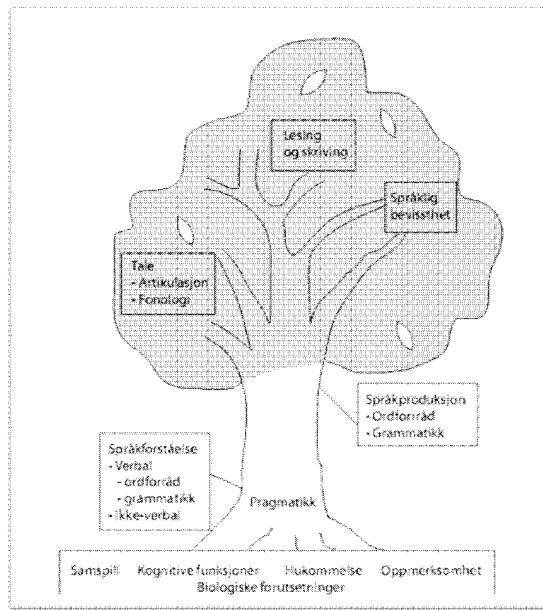 Lesing
og skriving
Språklig
bevissthet
Tale
- Artikulasjon
- Fonologi
Språkproduksjon
- Ordforråd
- Grammatikk
Språkforståelse
- Verbal
- ordforråd
- grammatikk
- Ikke-verbal
Pragmatikk
Samspill Kognitive funksjoner Hukommelse Oppmerksomhet
Biologiske forutsetninger